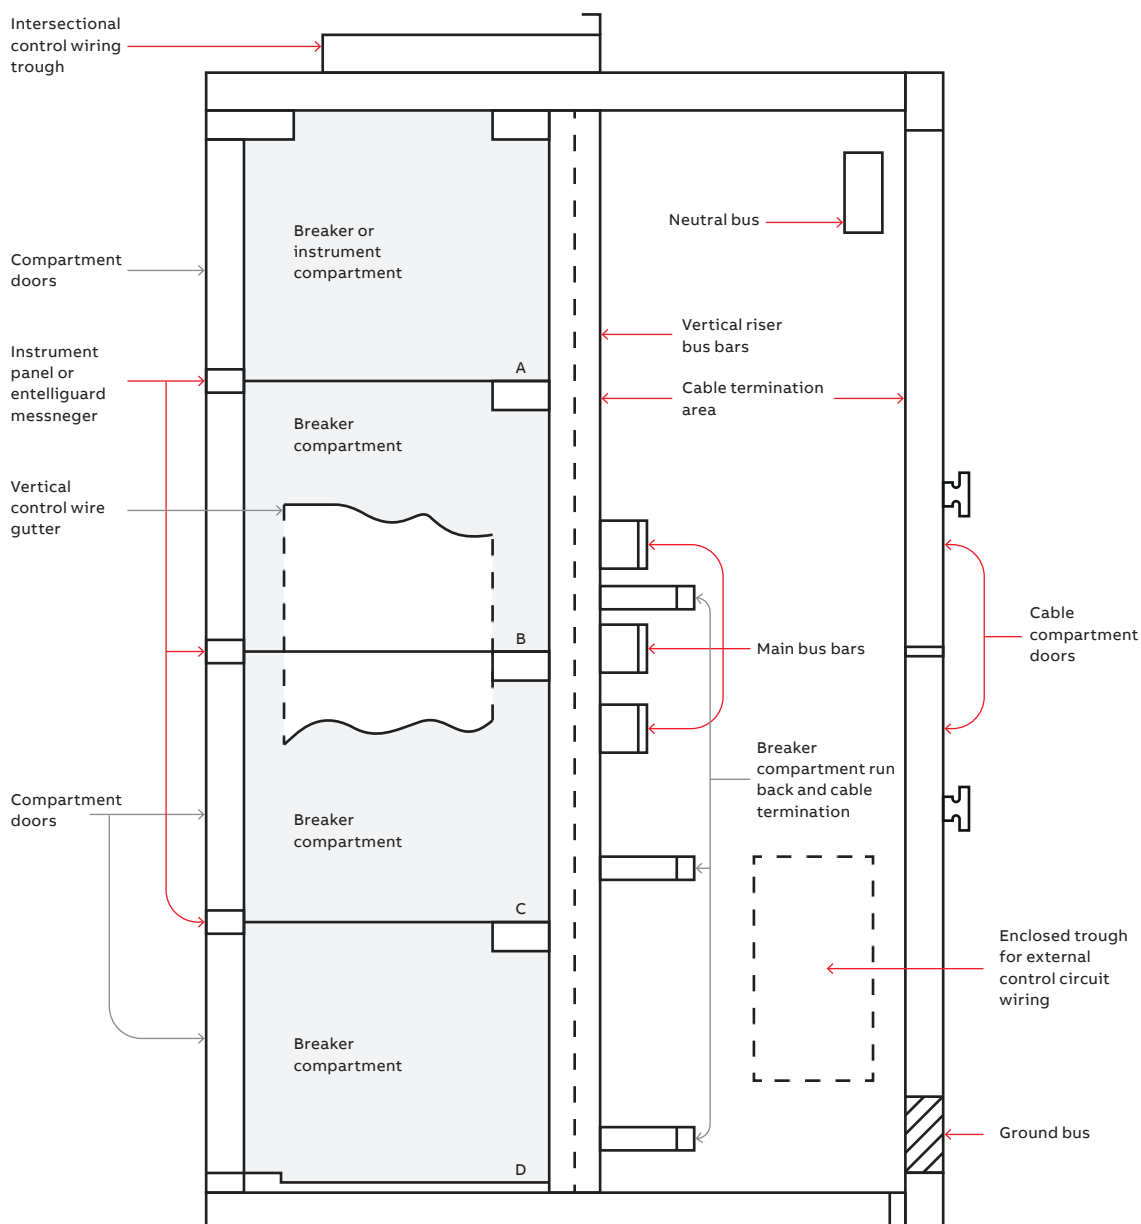 Intersectional
control wiring
trough
Breaker or
instrument
compartment
Neutral bus
Compartment
doors
Vertical riser
bus bars
Instrument
panel or
entelliguard
messneger
A
Cable termination
area
Breaker
compartment
Vertical
control wire
gutter
B
Main bus bars
Cable
compartment
doors
Breaker
compartment run
back and cable
termination
Compartment
doors
Breaker
compartment
C
Enclosed trough
for external
control circuit
wiring
Breaker
compartment
Ground bus
D